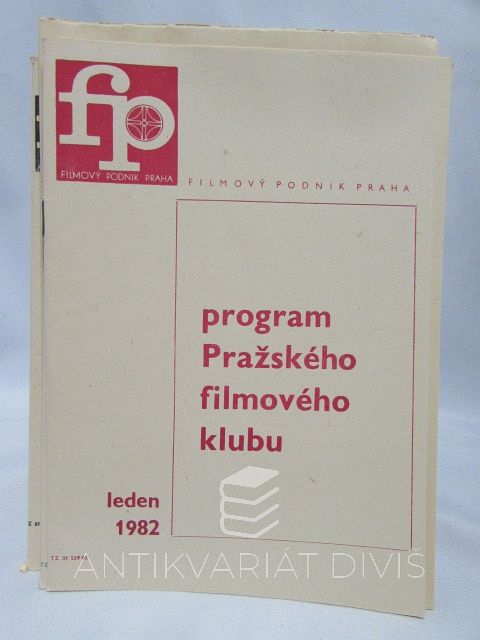 fp
FILMOVÝ PODNIK PRAHA
FILMOVÝ PODNIK PRAHA
program
Pražského
filmového
klubu
leden
1982
ANTIKVARIÁT DIVIŠ